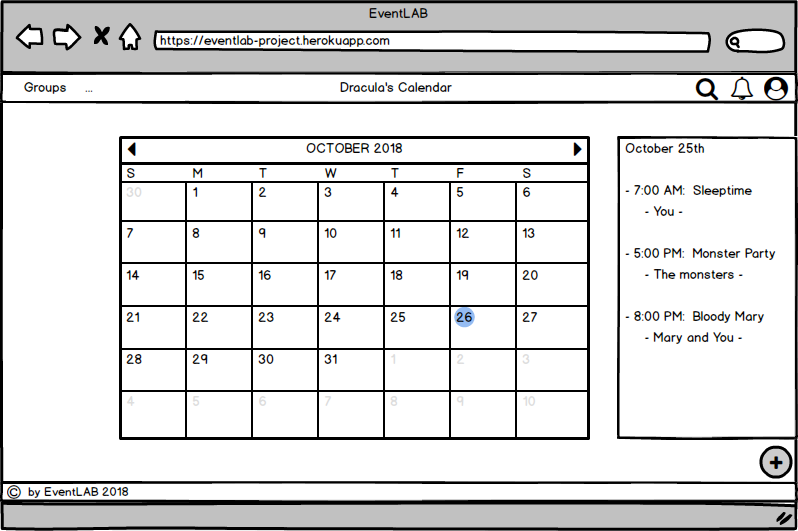 EventLAB
https://eventlab-project.herokuapp.com
Groups ... Dracula's Calendar
OCTOBER 2018
S M T W T F S
30 1 2 3 4 5 6
7 8 9 10 11 12 13
14 15 16 17 18 19 20
21 22 23 24 25 26 27
28 29 30 31 1 2 3
4 5 6 7 8 9 10
October 25th
- 7:00 AM: Sleeptime
- You -
- 5:00 PM: Monster Party
- The monsters -
- 8:00 PM: Bloody Mary
- Mary and You -
+
© by EventLAB 2018